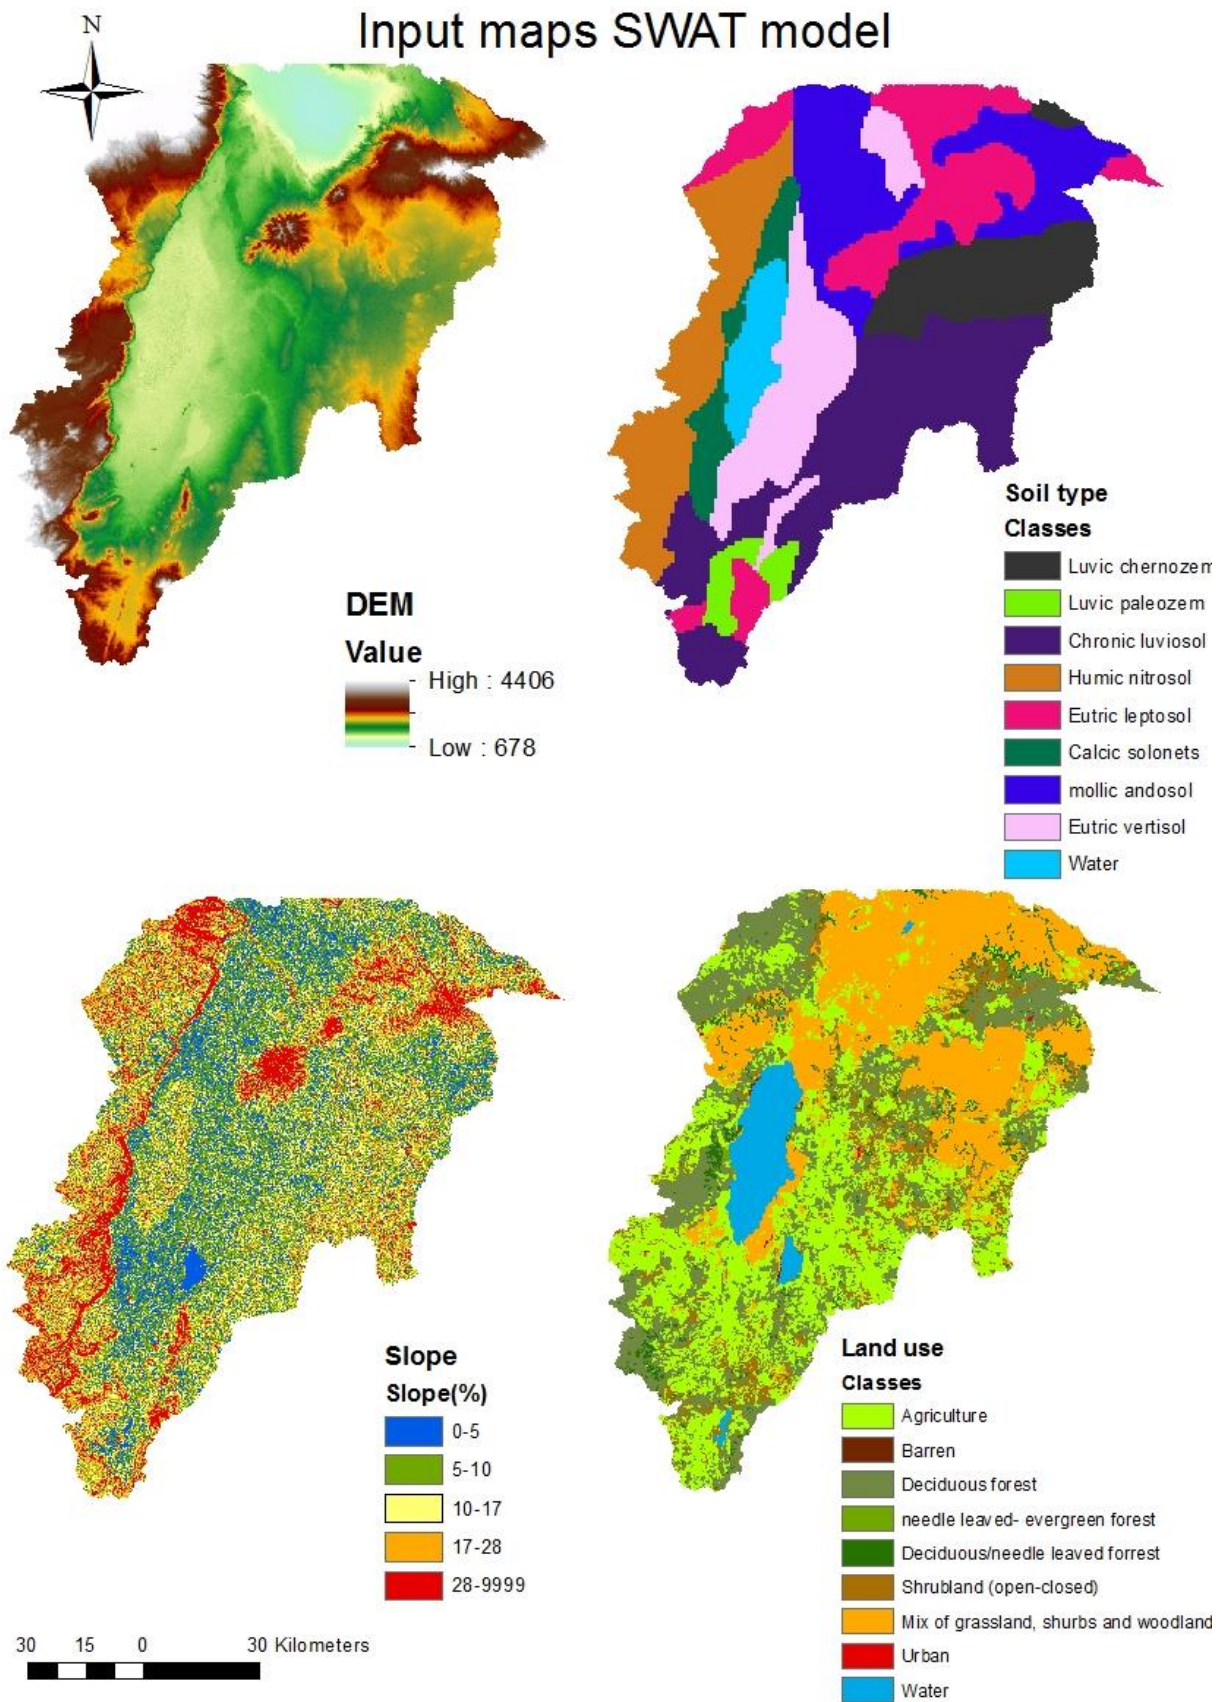 Input maps SWAT model
N
DEM
Value
High : 4406
Low : 678
Soil type
Classes
Luvic chernozem
Luvic paleozem
Chronic luviosol
Humic nitrosol
Eutric leptosol
Calcic solonets
mollic andosol
Eutric vertisol
Water
Slope
Slope(%)
0-5
5-10
10-17
17-28
28-9999
30 15 0 30 Kilometers
Land use
Classes
Agriculture
Barren
Deciduous forest
needle leaved- evergreen forest
Deciduous/needle leaved forrest
Shrubland (open-closed)
Mix of grassland, shurbs and woodland
Urban
Water